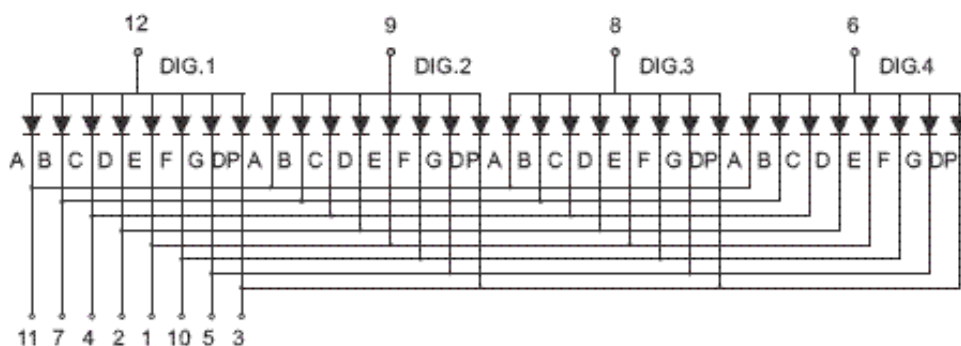 12 9 8 6
DIG.1 DIG.2 DIG.3 DIG.4
A B C D E F G DP A B C D E F G DP A B C D E F G DP A B C D E F G DP
11 7 4 2 1 10 5 3